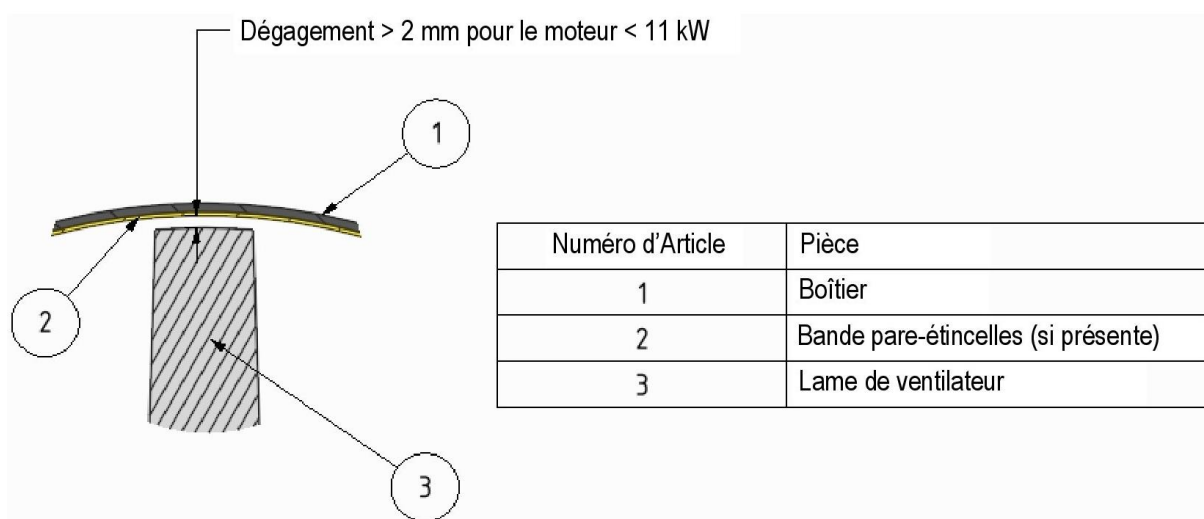 Dégagement > 2 mm pour le moteur < 11 kW
1
2
3
Numéro d'Article Pièce
1 Boîtier
2 Bande pare-étincelles (si présente)
3 Lame de ventilateur